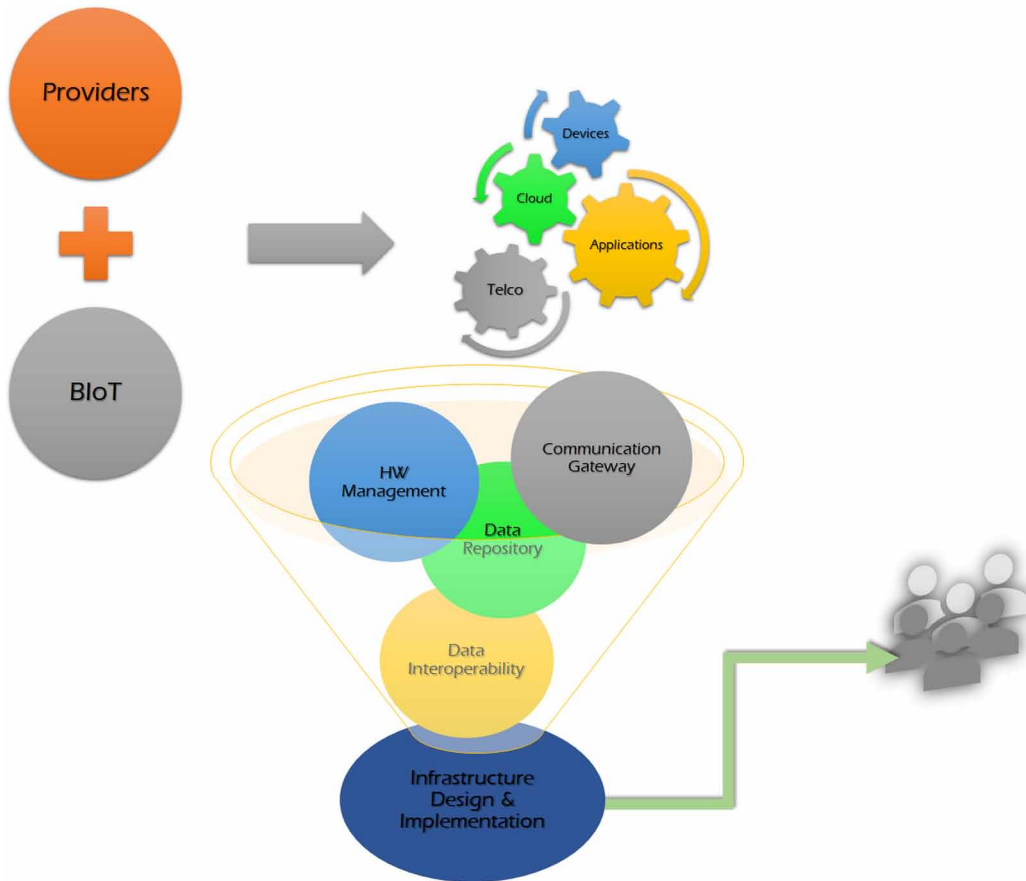 Providers
BIoT
Devices
Cloud
Applications
Telco
HW
Management
Communication
Gateway
Data
Repository
Data
Interoperability
Infrastructure
Design &
Implementation